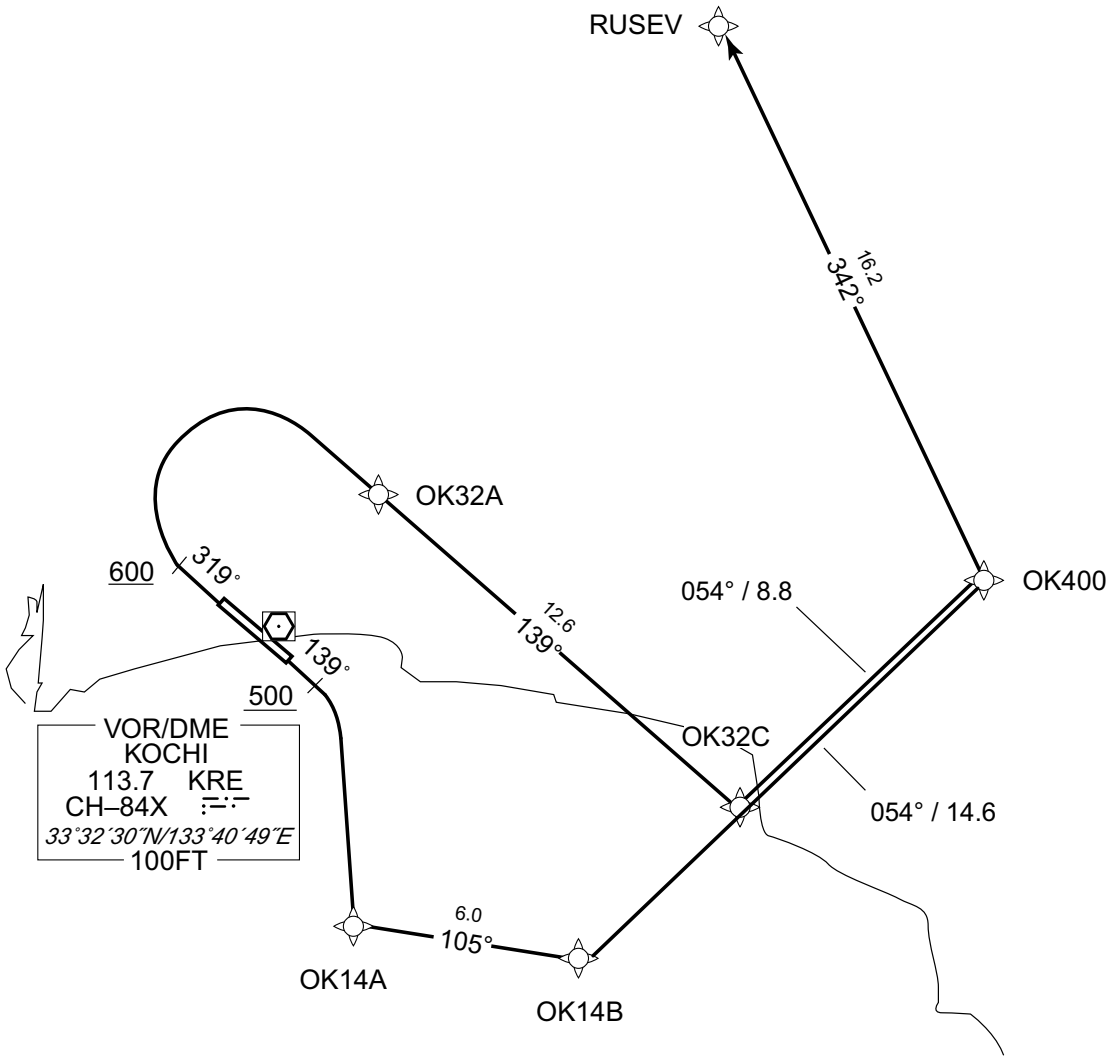 RUSEV
16.2
342°
OK32A
319°
600
12.6
139°
054° / 8.8
OK400
139°
500
OK32C
VOR/DME
KOCHI
113.7 KRE
CH–84X
33°32′30″N/133°40′49″E
100FT
054° / 14.6
6.0
105°
OK14A
OK14B